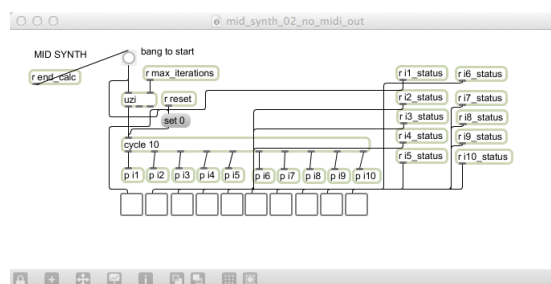 mid_synth_02_no_midi_out
MID SYNTH
bang to start
r end_calc
r max_iterations
uzi
r reset
set 0
cycle 10
p i1
p i2
p i3
p i4
p i5
p i6
p i7
p i8
p i9
p i10
r i1_status
r i6_status
r i2_status
r i7_status
r i3_status
r i8_status
r i4_status
r i9_status
r i5_status
r i10_status